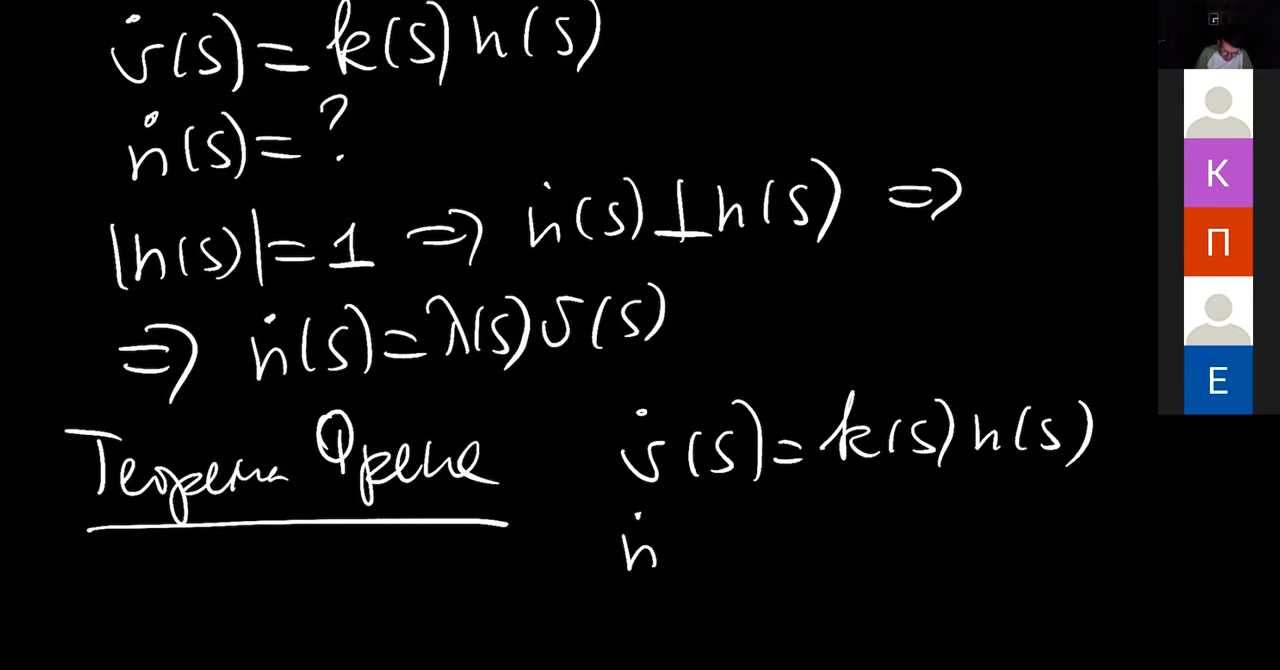 v̇(s) = k(s) n(s)
ṅ(s) = ?
|n(s)| = 1 ⇒ ṅ(s) ⊥ n(s) ⇒
⇒ ṅ(s) = λ(s) v(s)
Теорема Френе v̇(s) = k(s) n(s)
ṅ
К
П
Е